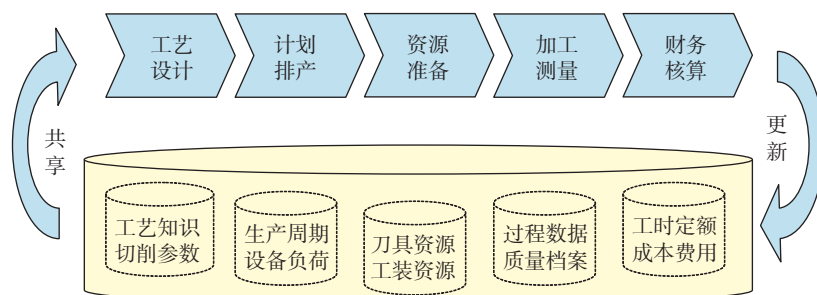 工艺
设计
计划
排产
资源
准备
加工
测量
财务
核算
共享
更新
工艺知识
切削参数
生产周期
设备负荷
刀具资源
工装资源
过程数据
质量档案
工时定额
成本费用